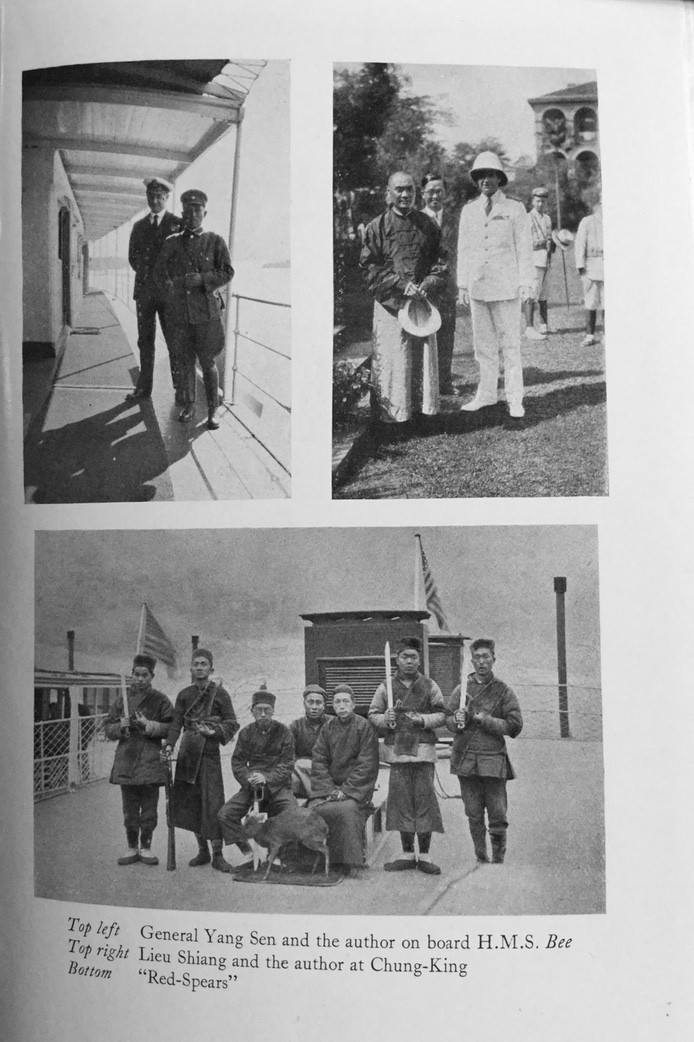 Top left General Yang Sen and the author on board H.M.S. Bee
Top right Lieu Shiang and the author at Chung-King
Bottom “Red-Spears”